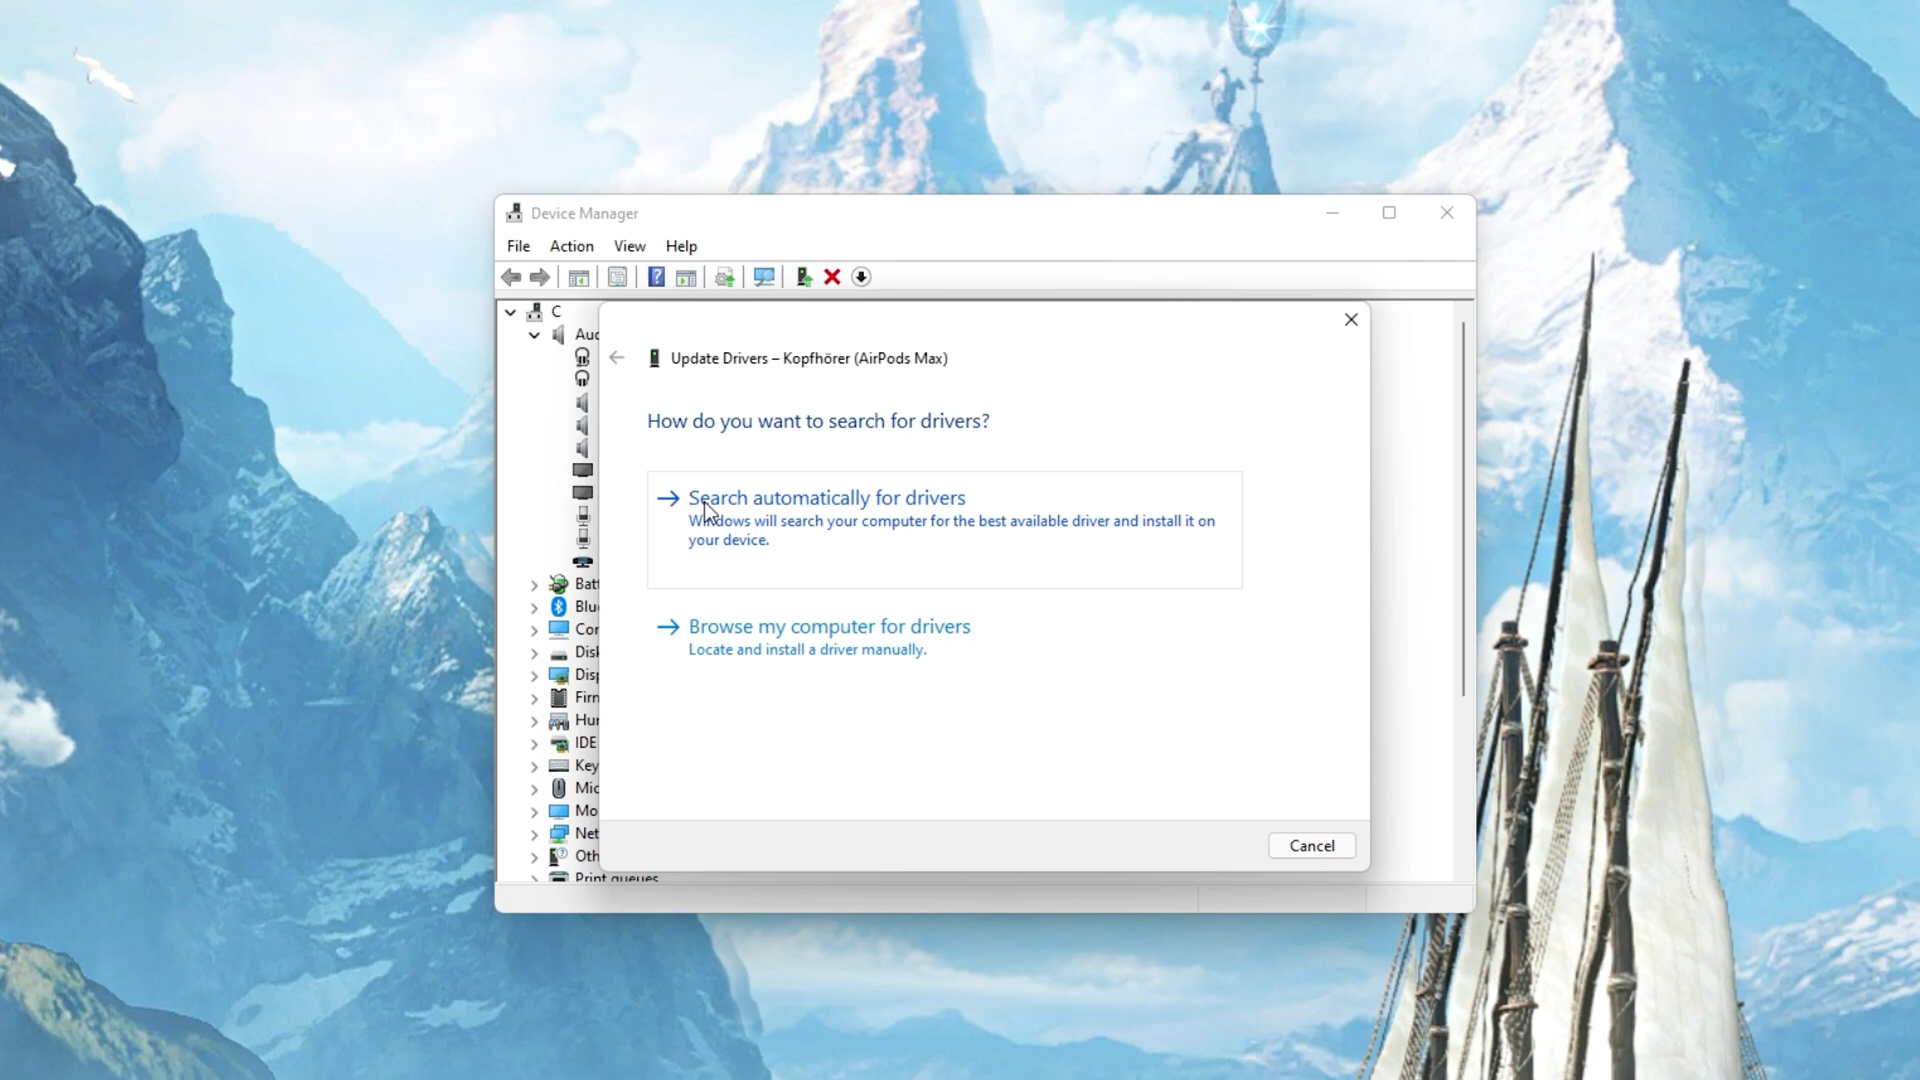 Device Manager
File Action View Help
C
Aud
Update Drivers – Kopfhörer (AirPods Max)
How do you want to search for drivers?
Search automatically for drivers
Windows will search your computer for the best available driver and install it on
your device.
Browse my computer for drivers
Locate and install a driver manually.
Batt
Blu
Cor
Disk
Disp
Firn
Hur
IDE
Key
Mic
Mo
Net
Oth
Print queues
Cancel